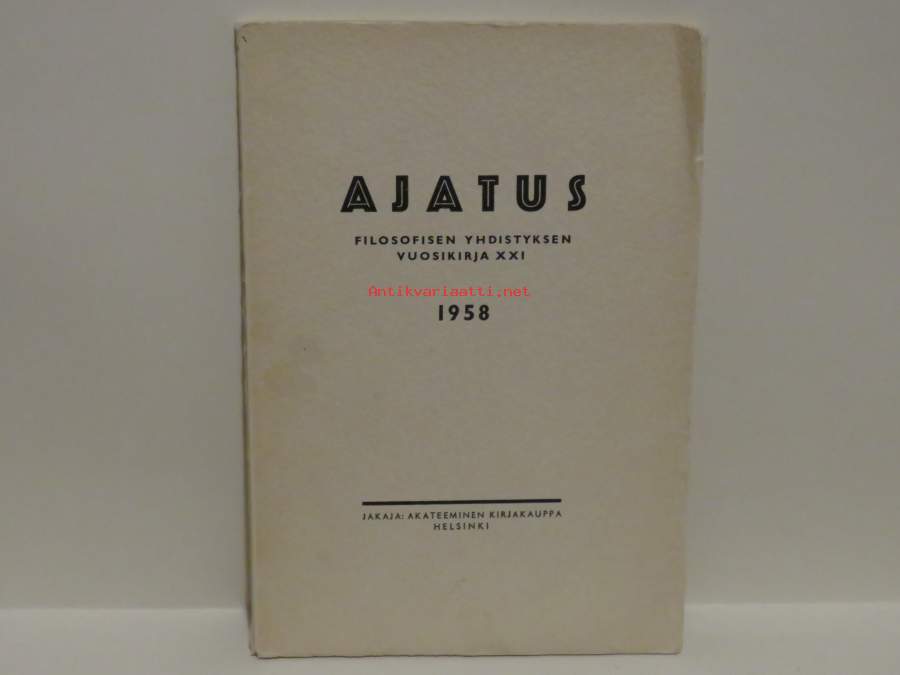 AJATUS
FILOSOFISEN YHDISTYKSEN
VUOSIKIRJA XXI
Antikvariaatti.net
1958
JAKAJA: AKATEEMINEN KIRJAKAUPPA
HELSINKI